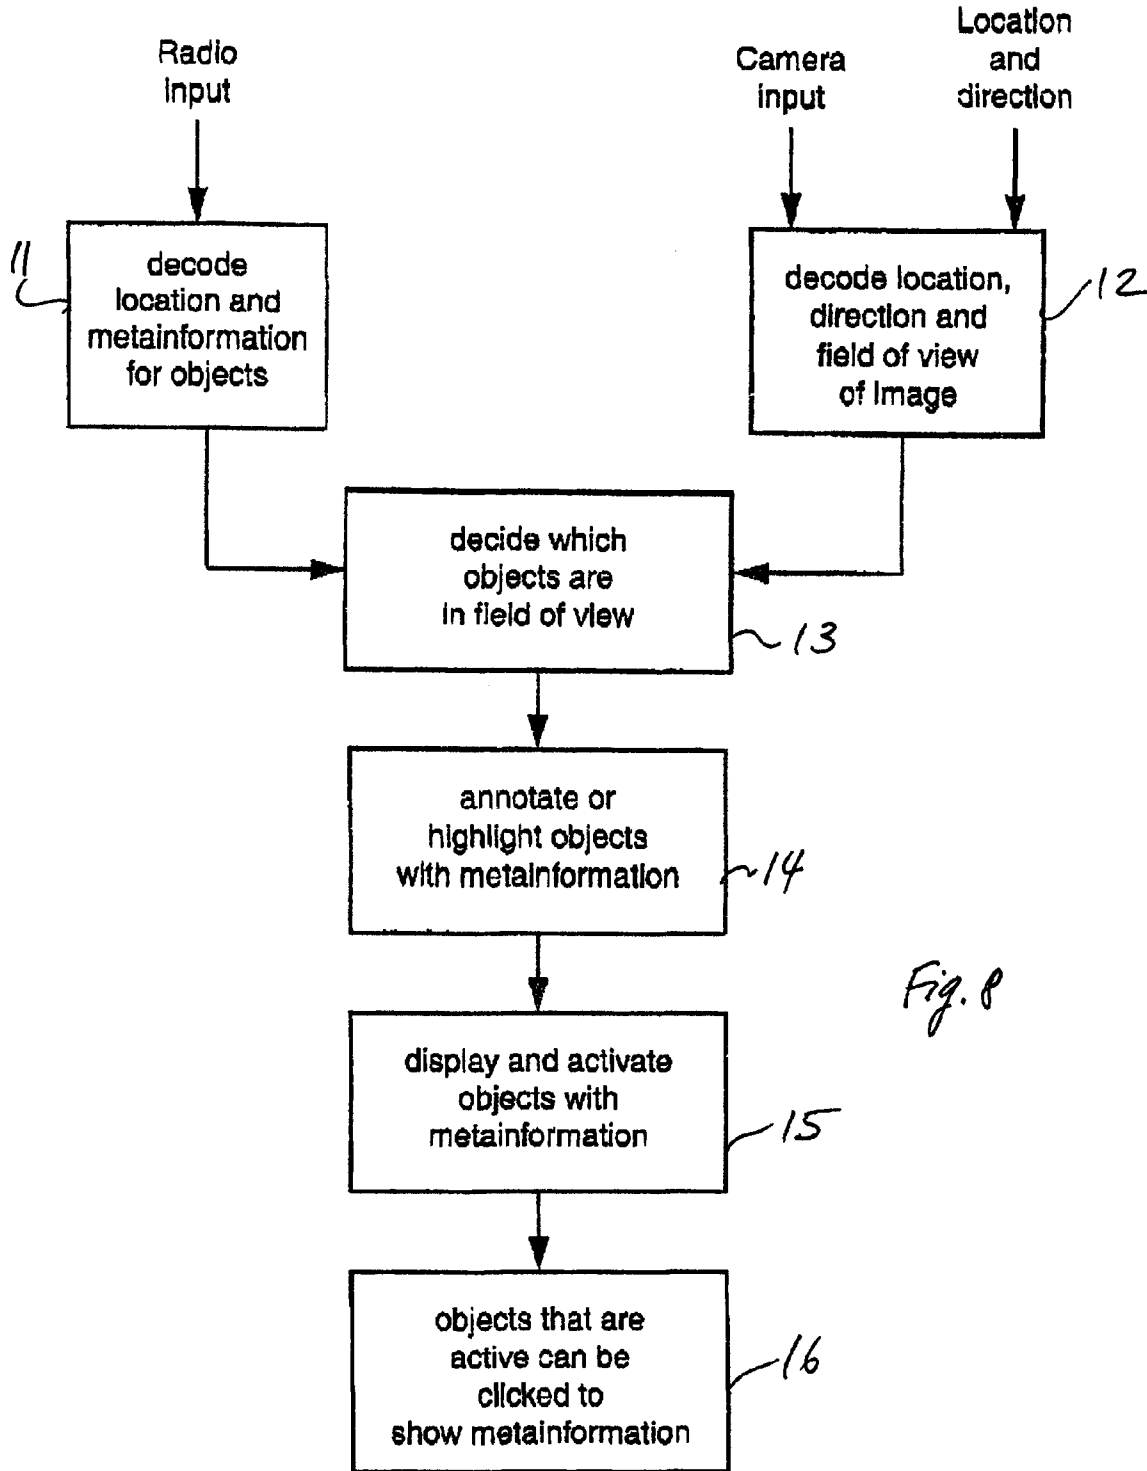 Radio
input
Camera
input
Location
and
direction
11
decode
location and
metainformation
for objects
decode location,
direction and
field of view
of image
12
decide which
objects are
in field of view
13
annotate or
highlight objects
with metainformation
14
Fig. 8
display and activate
objects with
metainformation
15
objects that are
active can be
clicked to
show metainformation
16